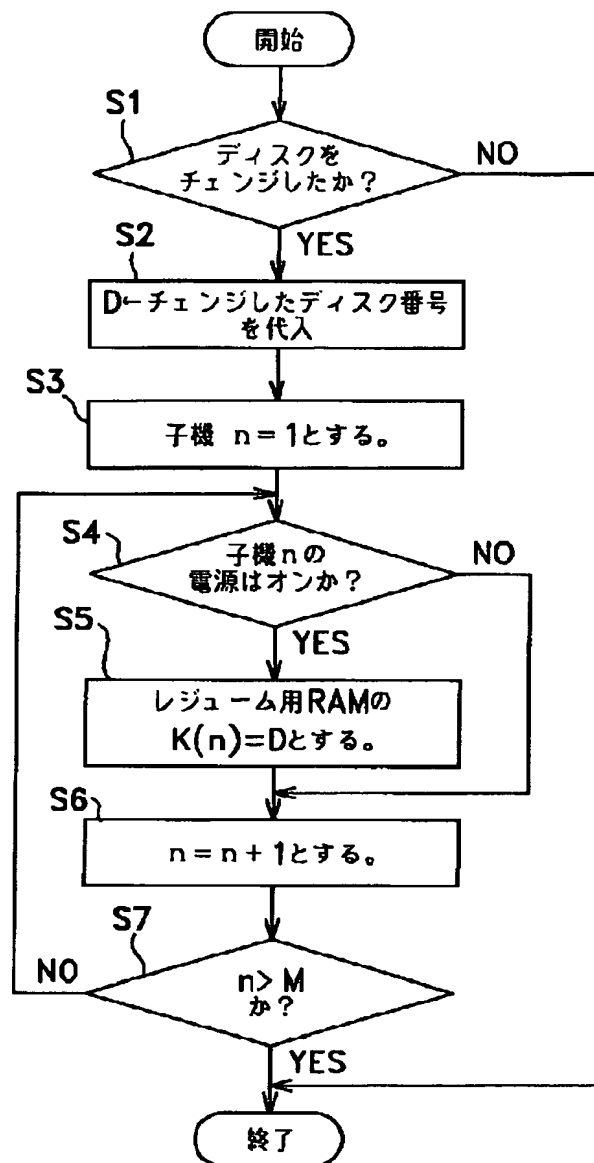 開始
S1
ディスクを
チェンジしたか？
NO
YES
S2
D←チェンジしたディスク番号
を代入
S3
子機 n=1とする。
S4
子機nの
電源はオンか？
NO
YES
S5
レジューム用RAMの
K(n)=Dとする。
S6
n=n+1とする。
S7
n>M
か？
NO
YES
終了